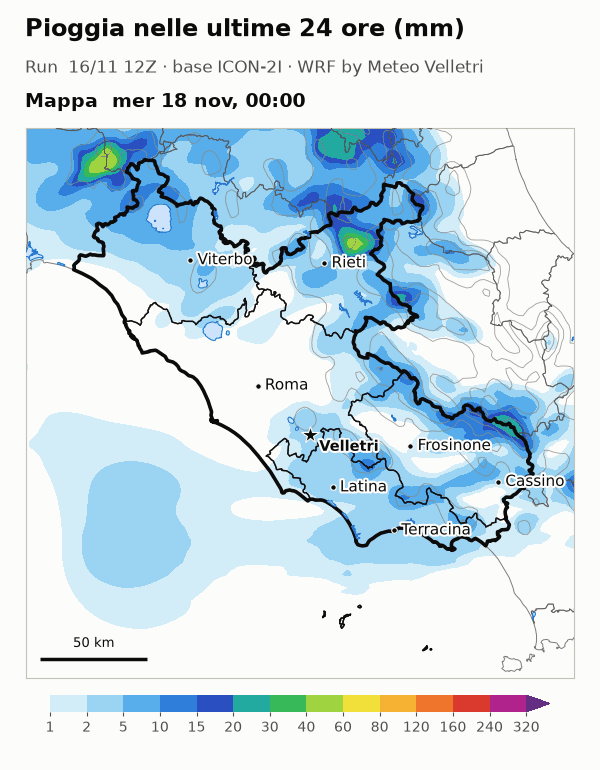 Pioggia nelle ultime 24 ore (mm)
Run  16/11 12Z · base ICON-2I · WRF by Meteo Velletri
Mappa  mer 18 nov, 00:00
Viterbo
Rieti
Roma
Velletri
Frosinone
Cassino
Latina
Terracina
50 km
1 2 5 10 15 20 30 40 60 80 120 160 240 320